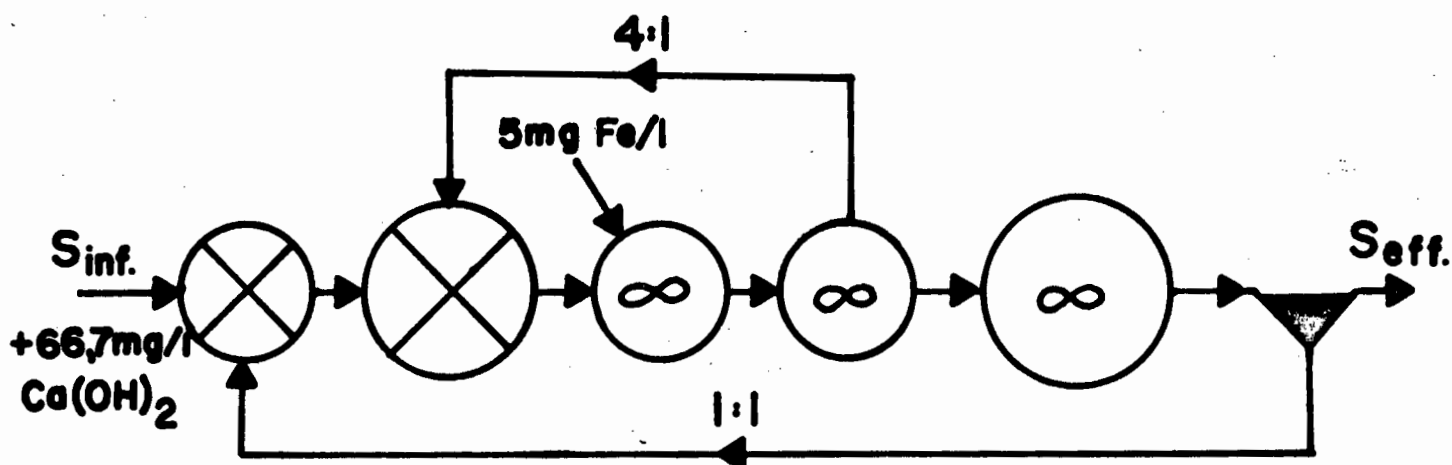 4:1
5mg Fe/l
Sinf.
+66,7mg/l
Ca(OH)2
∞
∞
∞
Seff.
1:1